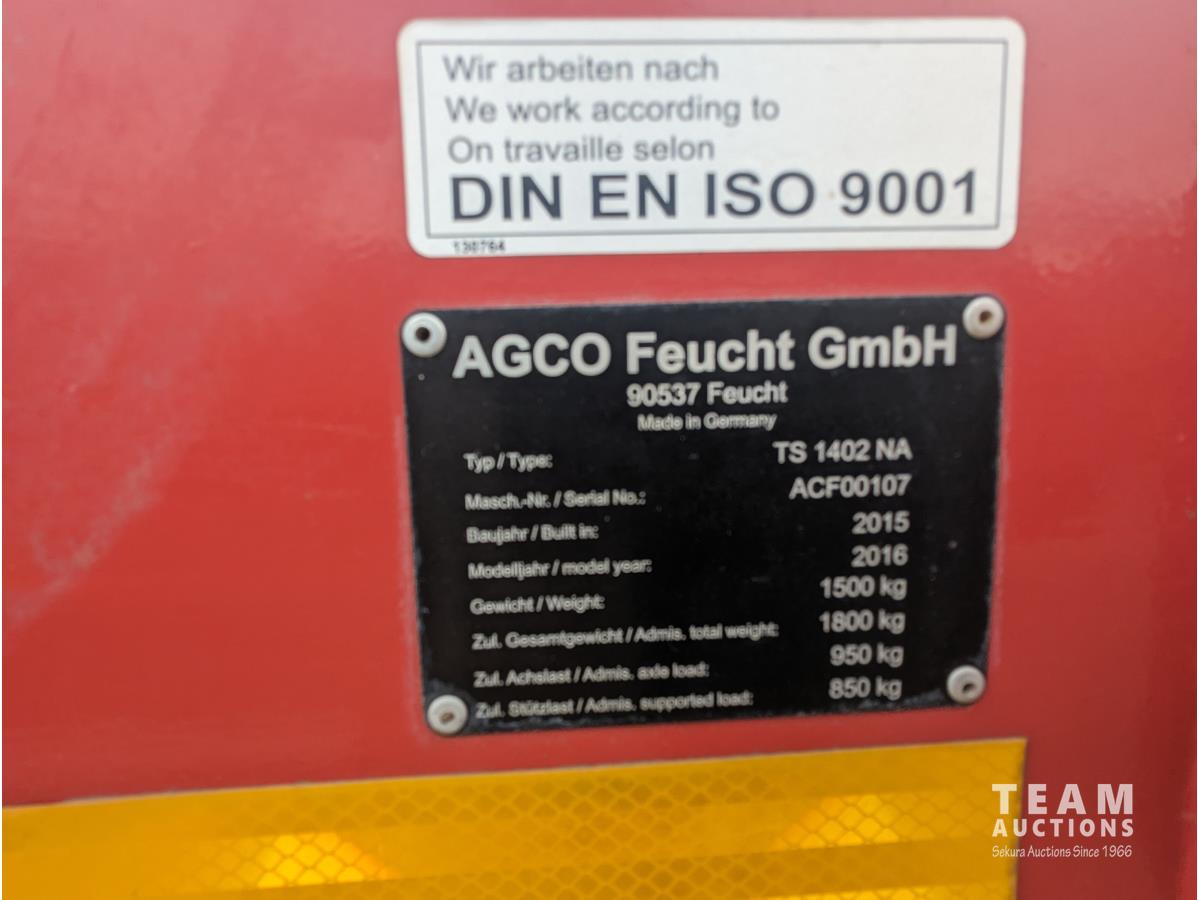 Wir arbeiten nach
We work according to
On travaille selon
DIN EN ISO 9001
130764
AGCO Feucht GmbH
90537 Feucht
Made in Germany
Typ / Type: TS 1402 NA
Masch.-Nr. / Serial No.: ACF00107
Baujahr / Built in: 2015
Modelljahr / model year: 2016
Gewicht / Weight: 1500 kg
Zul. Gesamtgewicht / Admis. total weight: 1800 kg
Zul. Achslast / Admis. axle load: 950 kg
Zul. Stützlast / Admis. supported load: 850 kg
TEAM
AUCTIONS
Sekura Auctions Since 1966